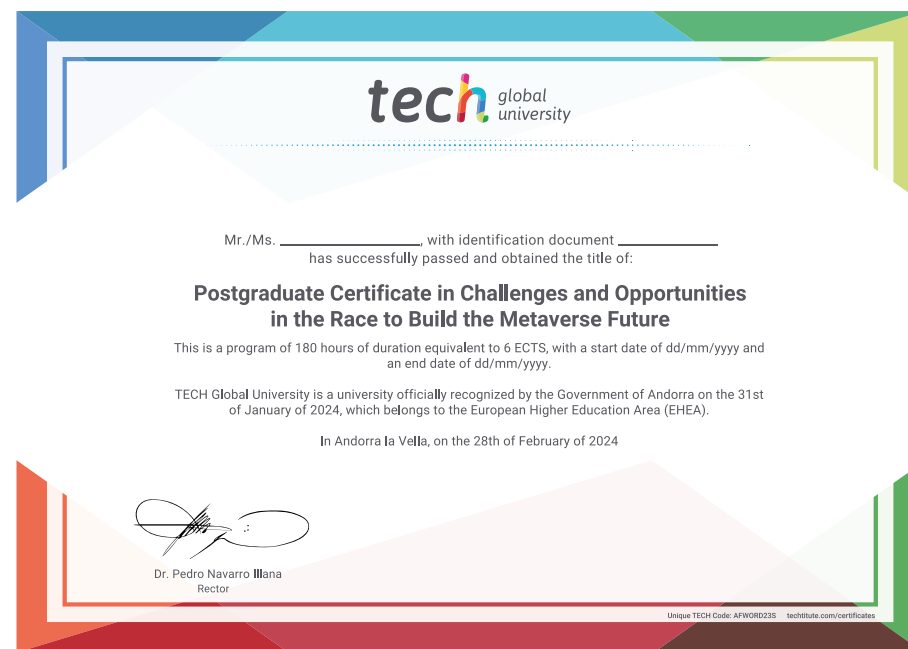 tech global university
Mr./Ms. ____________________, with identification document ______________
has successfully passed and obtained the title of:
Postgraduate Certificate in Challenges and Opportunities
in the Race to Build the Metaverse Future
This is a program of 180 hours of duration equivalent to 6 ECTS, with a start date of dd/mm/yyyy and
an end date of dd/mm/yyyy.
TECH Global University is a university officially recognized by the Government of Andorra on the 31st
of January of 2024, which belongs to the European Higher Education Area (EHEA).
In Andorra la Vella, on the 28th of February of 2024
Dr. Pedro Navarro Illana
Rector
Unique TECH Code: AFWORD23S techtitute.com/certificates